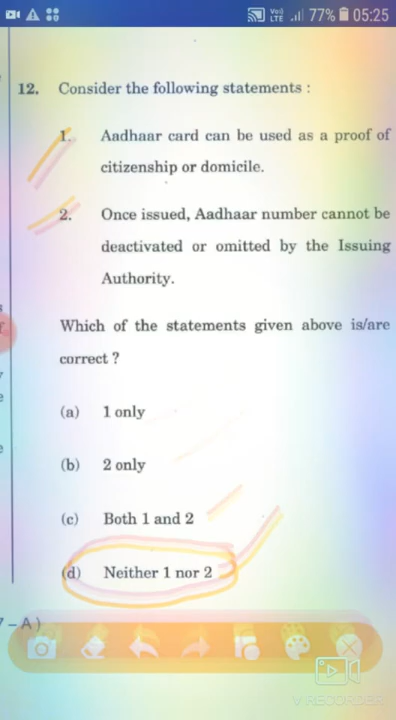 77% 05:25
12. Consider the following statements :
1. Aadhaar card can be used as a proof of
citizenship or domicile.
2. Once issued, Aadhaar number cannot be
deactivated or omitted by the Issuing
Authority.
Which of the statements given above is/are
correct ?
(a) 1 only
(b) 2 only
(c) Both 1 and 2
(d) Neither 1 nor 2
– A )
V RECORDER